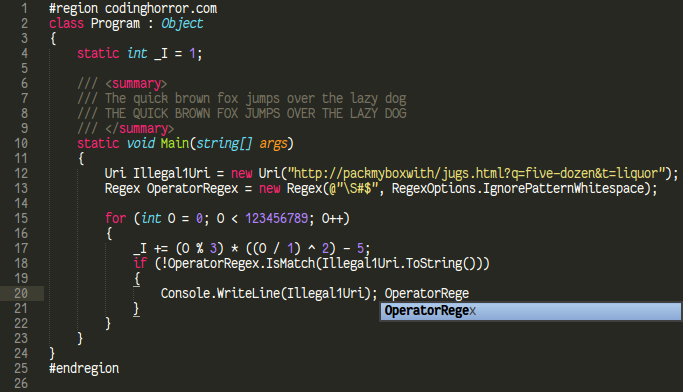 1 #region codinghorror.com
2 class Program : Object
3 {
4     static int _I = 1;
5
6     /// <summary>
7     /// The quick brown fox jumps over the lazy dog
8     /// THE QUICK BROWN FOX JUMPS OVER THE LAZY DOG
9     /// </summary>
10     static void Main(string[] args)
11     {
12         Uri Illegal1Uri = new Uri("http://packmyboxwith/jugs.html?q=five-dozen&t=liquor");
13         Regex OperatorRegex = new Regex(@"\S#$", RegexOptions.IgnorePatternWhitespace);
14
15         for (int O = 0; O < 123456789; O++)
16         {
17             _I += (O % 3) * ((O / 1) ^ 2) - 5;
18             if (!OperatorRegex.IsMatch(Illegal1Uri.ToString()))
19             {
20                 Console.WriteLine(Illegal1Uri); OperatorRege
OperatorRegex
21             }
22         }
23     }
24 }
25 #endregion
26